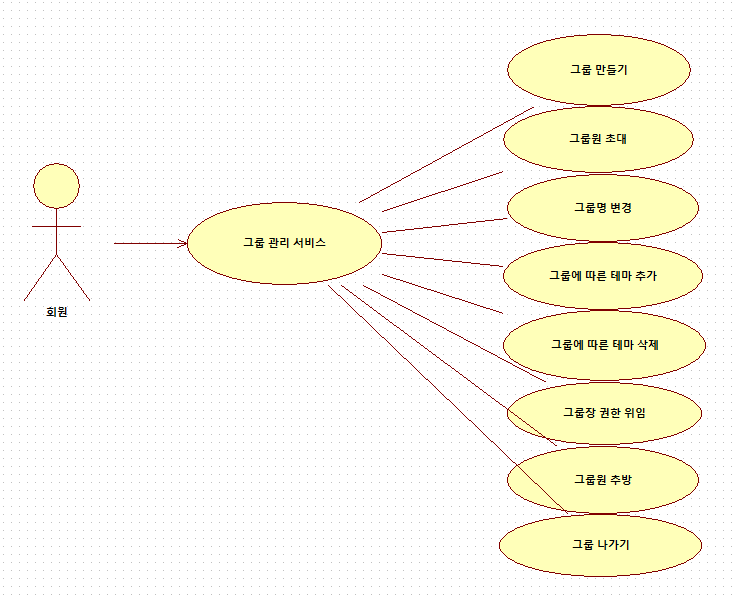 그룹 만들기
그룹원 초대
그룹명 변경
그룹 관리 서비스
그룹에 따른 테마 추가
회원
그룹에 따른 테마 삭제
그룹장 권한 위임
그룹원 추방
그룹 나가기